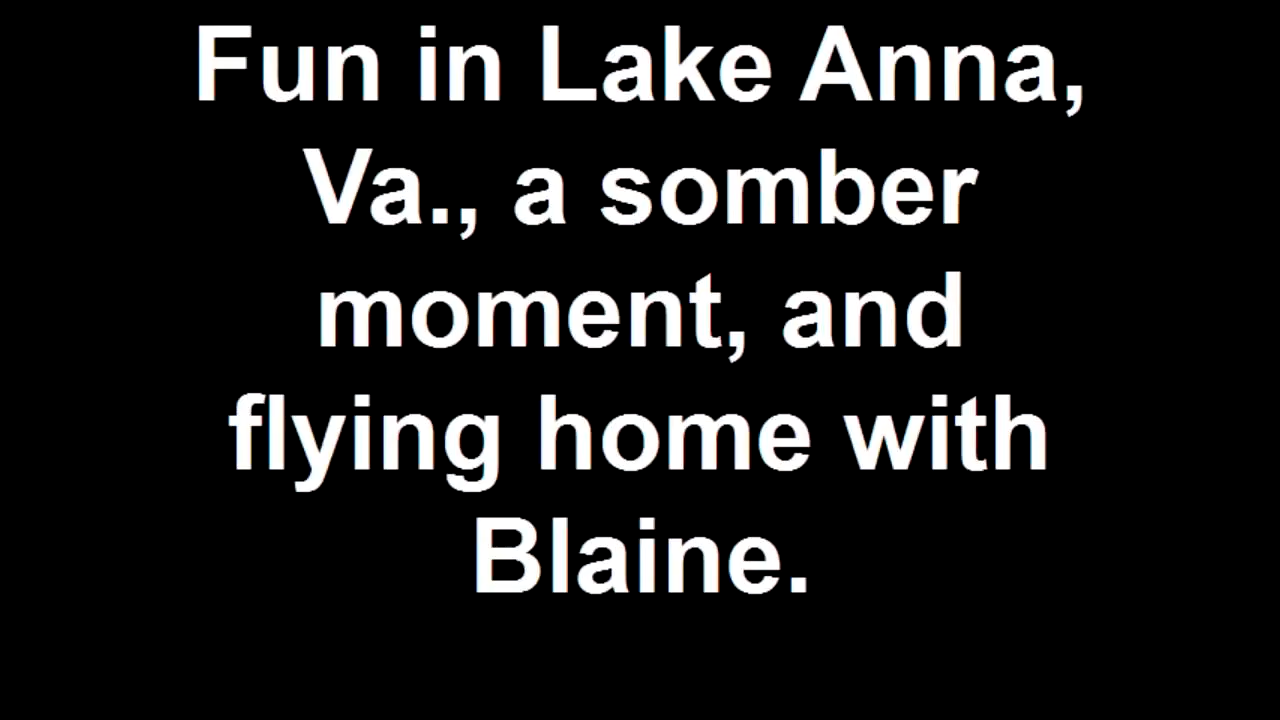 Fun in Lake Anna,
Va., a somber
moment, and
flying home with
Blaine.